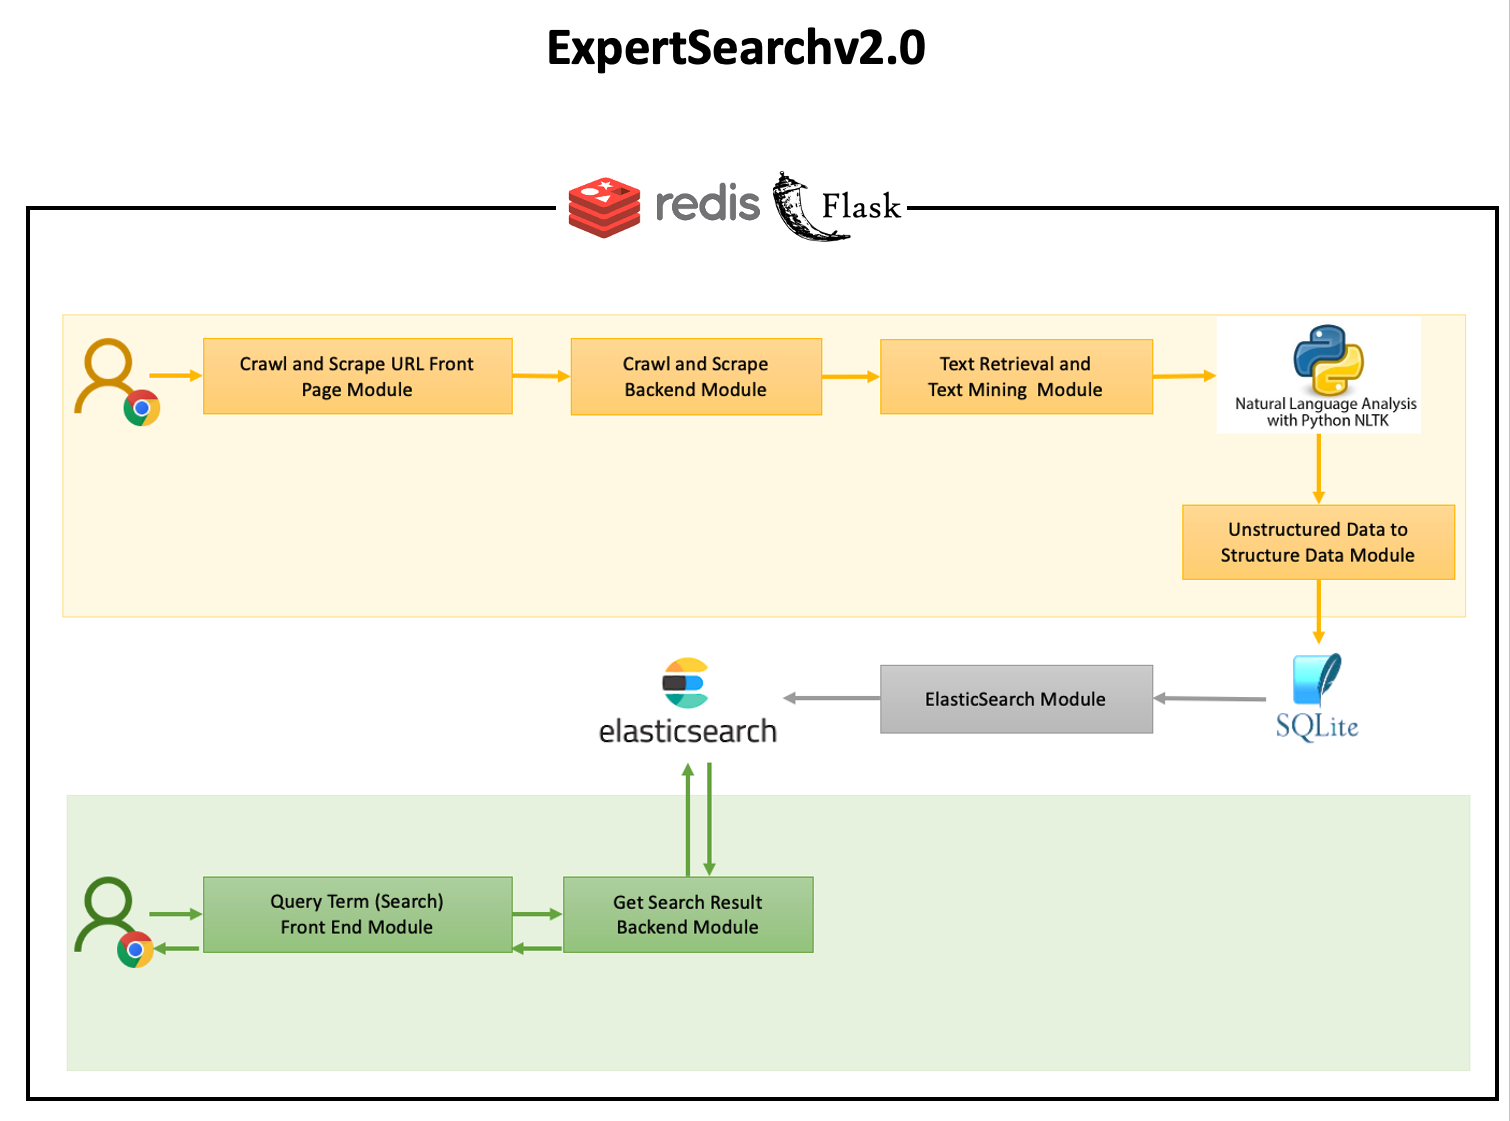 ExpertSearchv2.0
redis
Flask
Crawl and Scrape URL Front
Page Module
Crawl and Scrape
Backend Module
Text Retrieval and
Text Mining  Module
Natural Language Analysis
with Python NLTK
Unstructured Data to
Structure Data Module
elasticsearch
ElasticSearch Module
SQLite
Query Term (Search)
Front End Module
Get Search Result
Backend Module